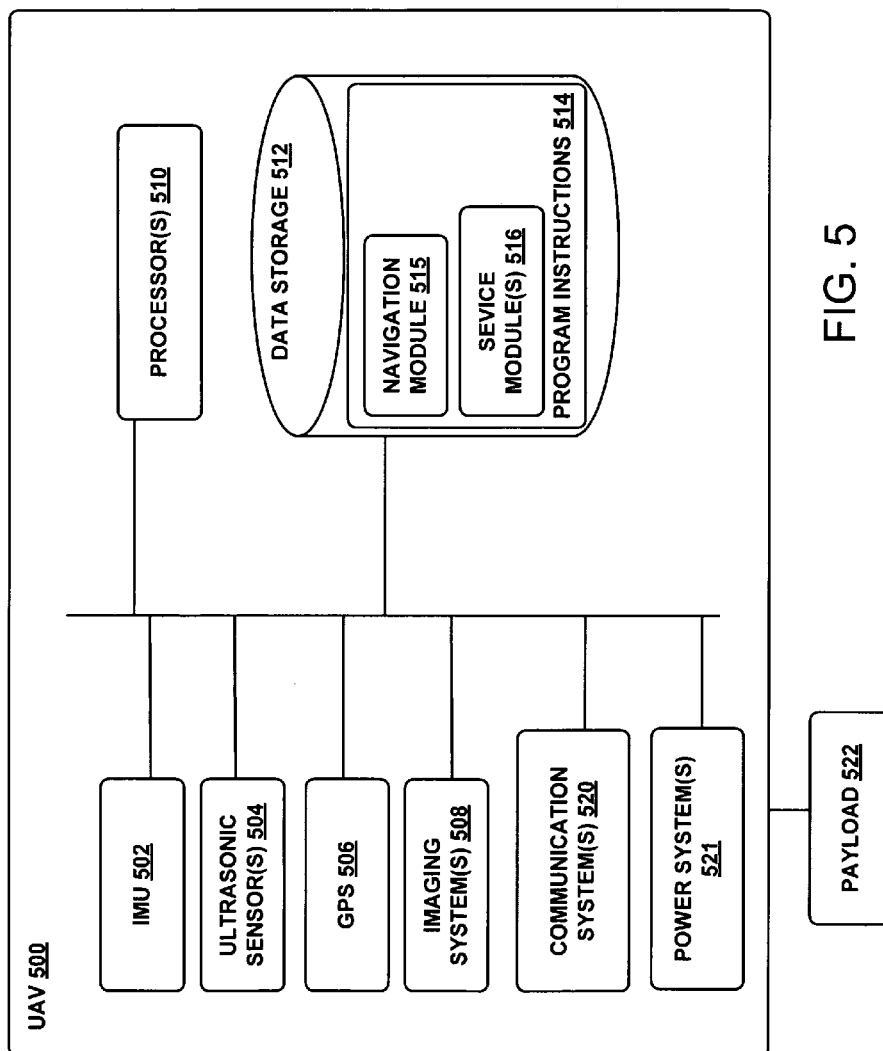 UAV 500
IMU 502
ULTRASONIC
SENSOR(S) 504
GPS 506
IMAGING
SYSTEM(S) 508
COMMUNICATION
SYSTEM(S) 520
POWER SYSTEM(S)
521
PROCESSOR(S) 510
DATA STORAGE 512
NAVIGATION
MODULE 515
SEVICE
MODULE(S) 516
PROGRAM INSTRUCTIONS 514
PAYLOAD 522
FIG. 5